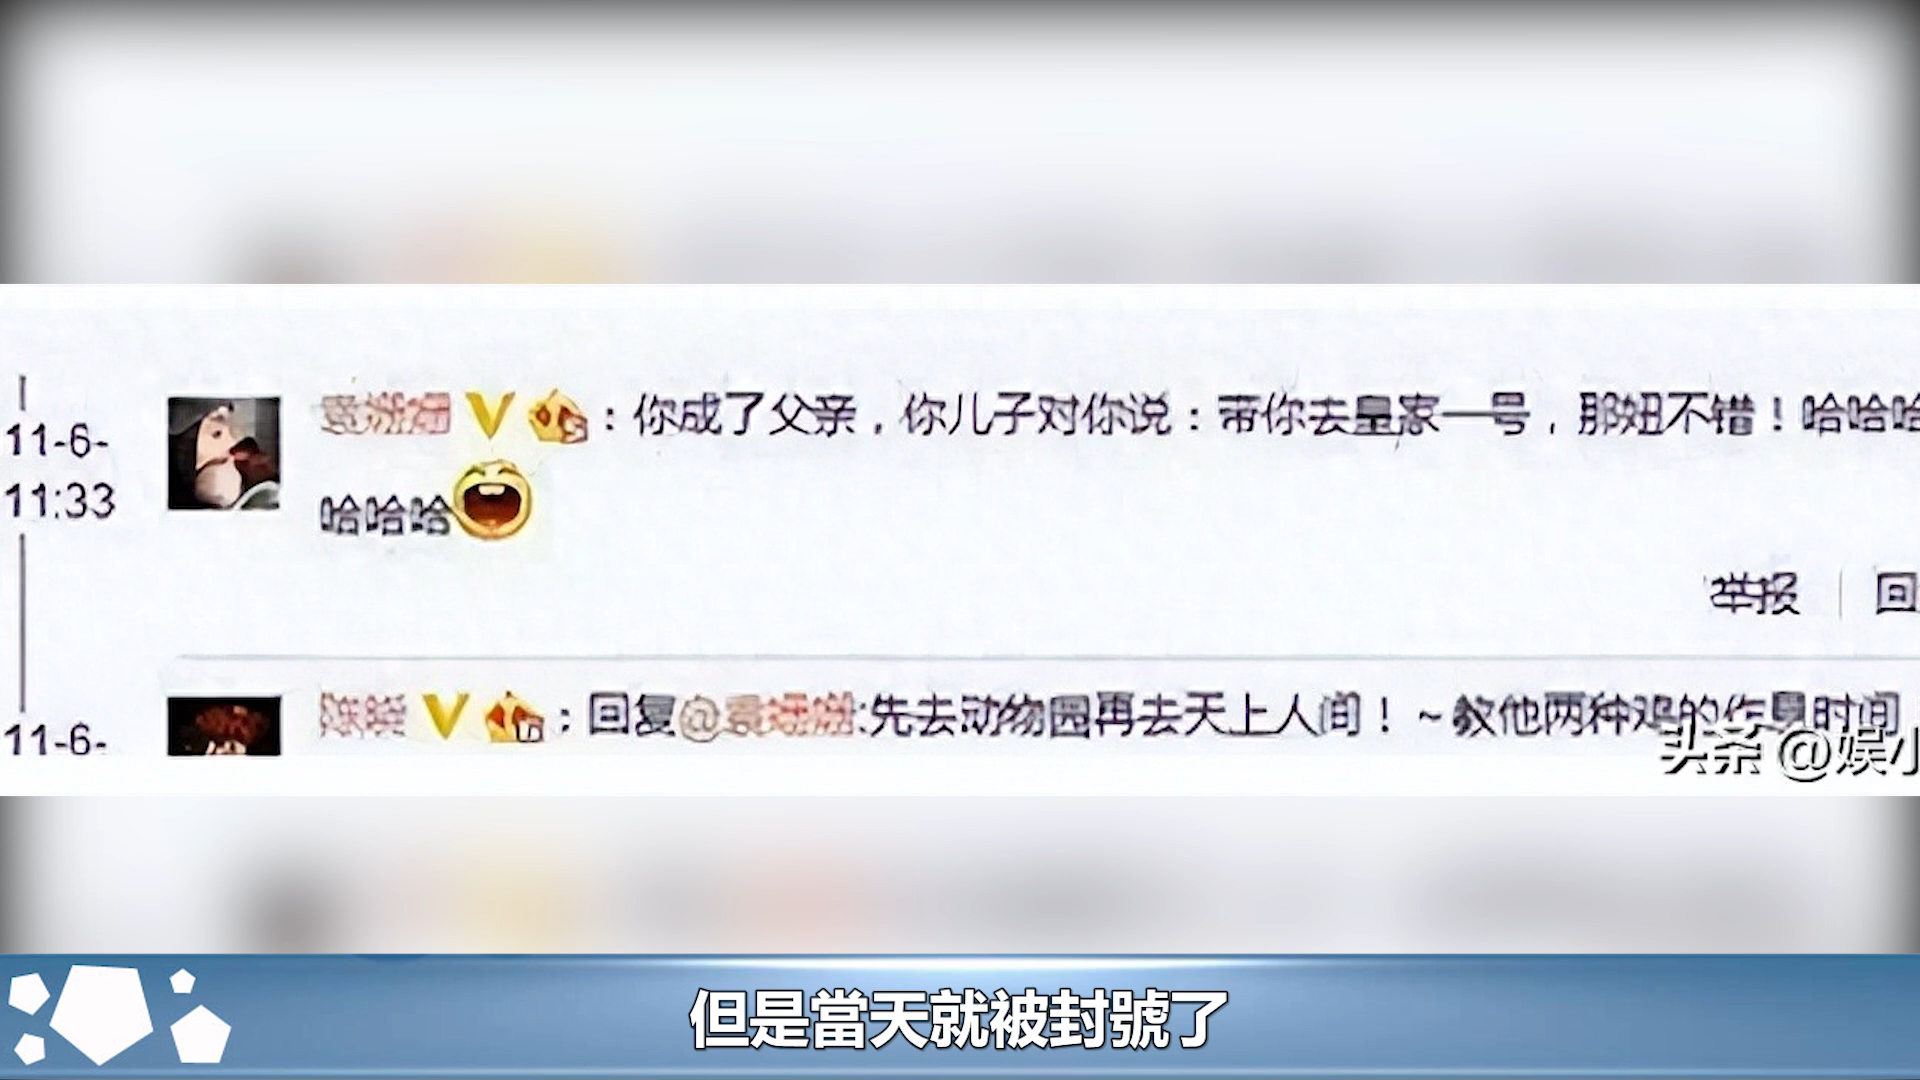 11-6-
11:33
：你成了父亲，你儿子对你说：带你去皇家一号，那妞不错！哈哈哈
哈哈哈
举报 | 回
11-6-
：回复@
:先去动物园再去天上人间！~教他两种鸡的作息时间
头条 @娱小
但是當天就被封號了